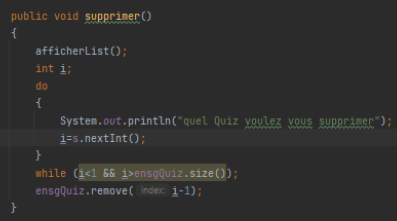 public void supprimer()
{
afficherList();
int i;
do
{
System.out.println("quel Quiz voulez vous supprimer");
i=s.nextInt();
}
while (i<1 && i>ensgQuiz.size());
ensgQuiz.remove( index: i-1);
}